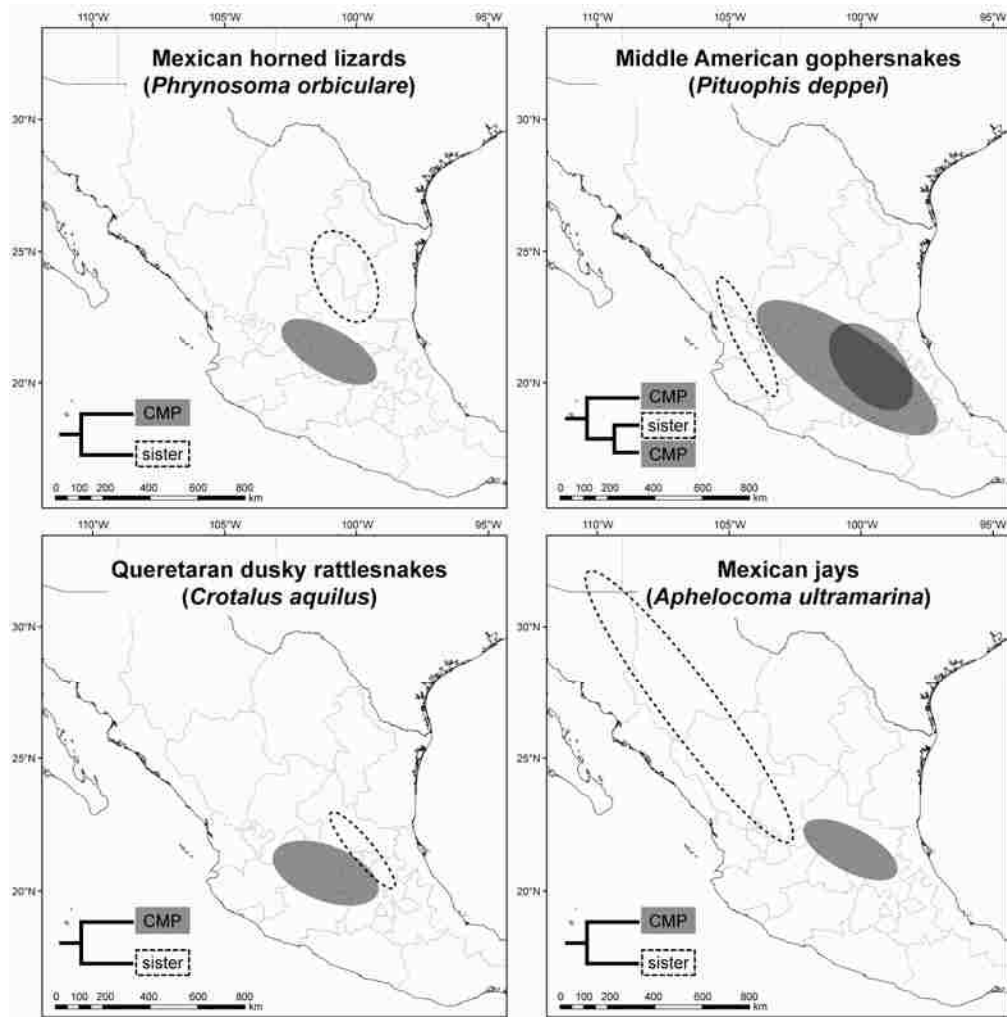 110°W 105°W 100°W 95°W
Mexican horned lizards
(Phrynosoma orbiculare)
30°N
25°N
20°N
CMP
sister
0 100 200 400 600 800
km
110°W 105°W 100°W 95°W
Middle American gophersnakes
(Pituophis deppei)
30°N
25°N
20°N
CMP
sister
CMP
0 100 200 400 600 800
km
110°W 105°W 100°W 95°W
Queretaran dusky rattlesnakes
(Crotalus aquilus)
30°N
25°N
20°N
CMP
sister
0 100 200 400 600 800
km
110°W 105°W 100°W 95°W
Mexican jays
(Aphelocoma ultramarina)
30°N
25°N
20°N
CMP
sister
0 100 200 400 600 800
km